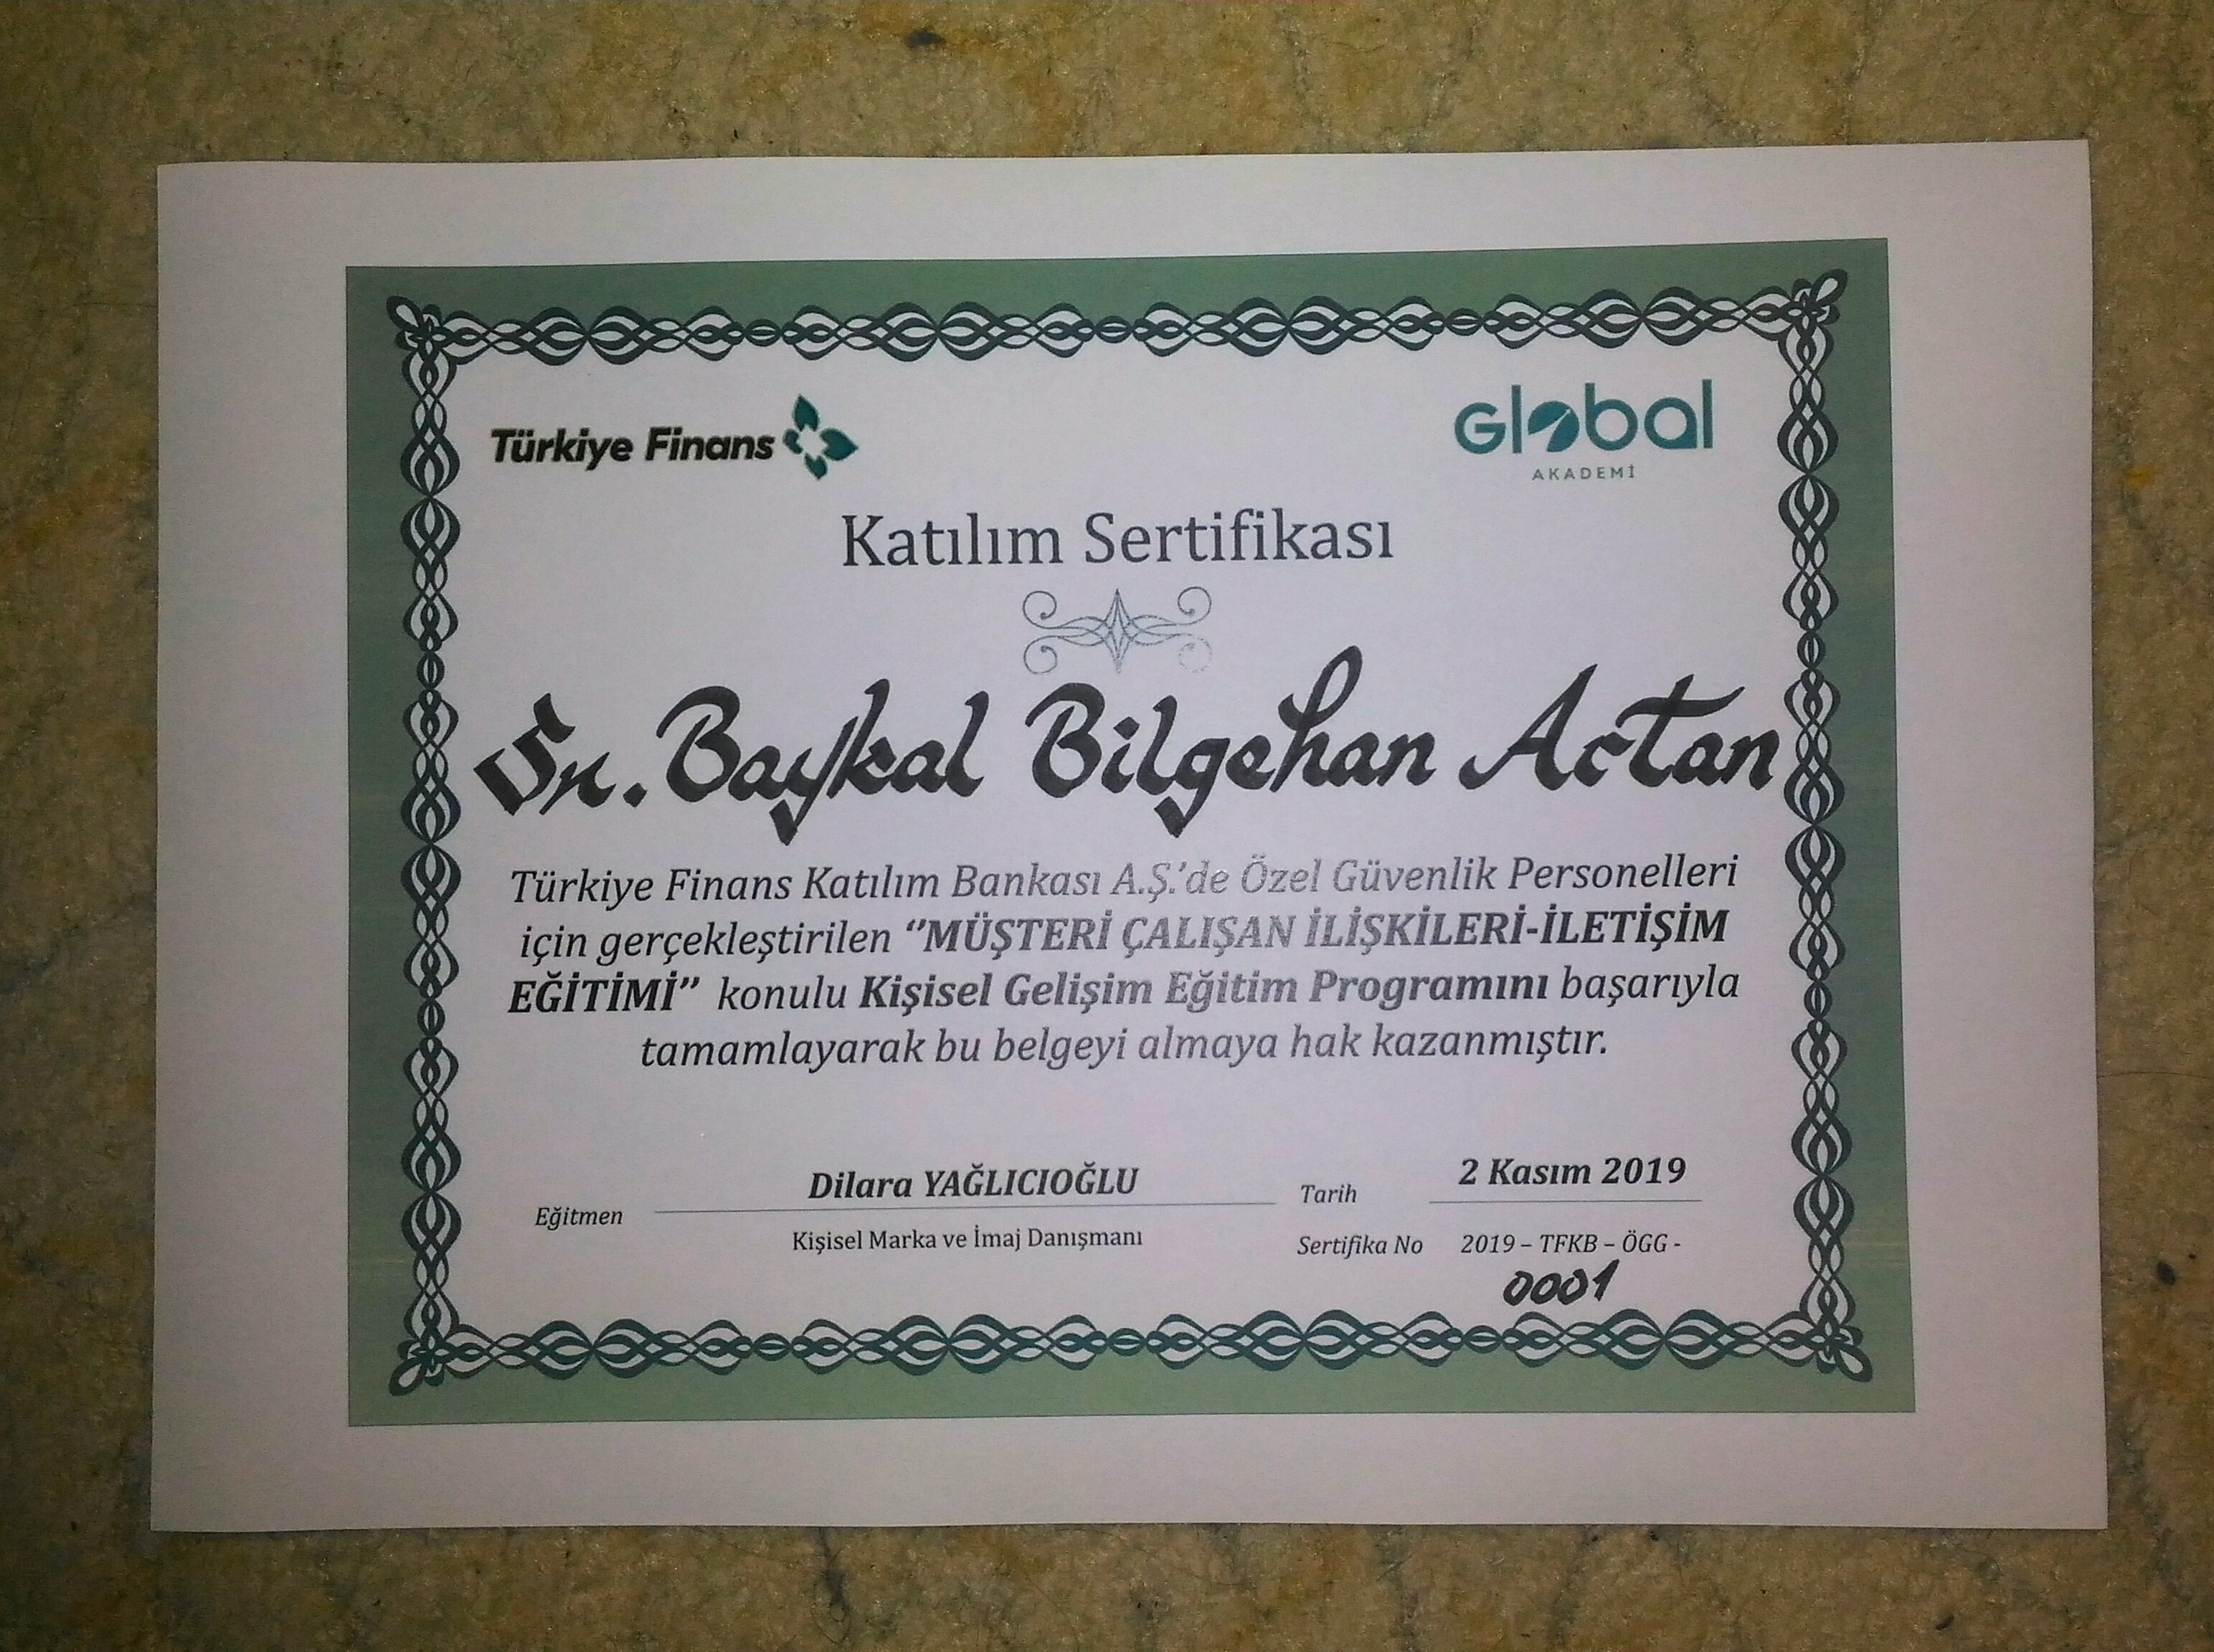 Türkiye Finans
Global
AKADEMİ
Katılım Sertifikası
Sn. Baykal Bilgehan Actan
Türkiye Finans Katılım Bankası A.Ş.'de Özel Güvenlik Personelleri
için gerçekleştirilen ‘’MÜŞTERİ ÇALIŞAN İLİŞKİLERİ-İLETİŞİM
EĞİTİMİ’’ konulu Kişisel Gelişim Eğitim Programını başarıyla
tamamlayarak bu belgeyi almaya hak kazanmıştır.
Eğitmen Dilara YAĞLICIOĞLU Tarih 2 Kasım 2019
Kişisel Marka ve İmaj Danışmanı Sertifika No 2019 – TFKB – ÖGG -
0001